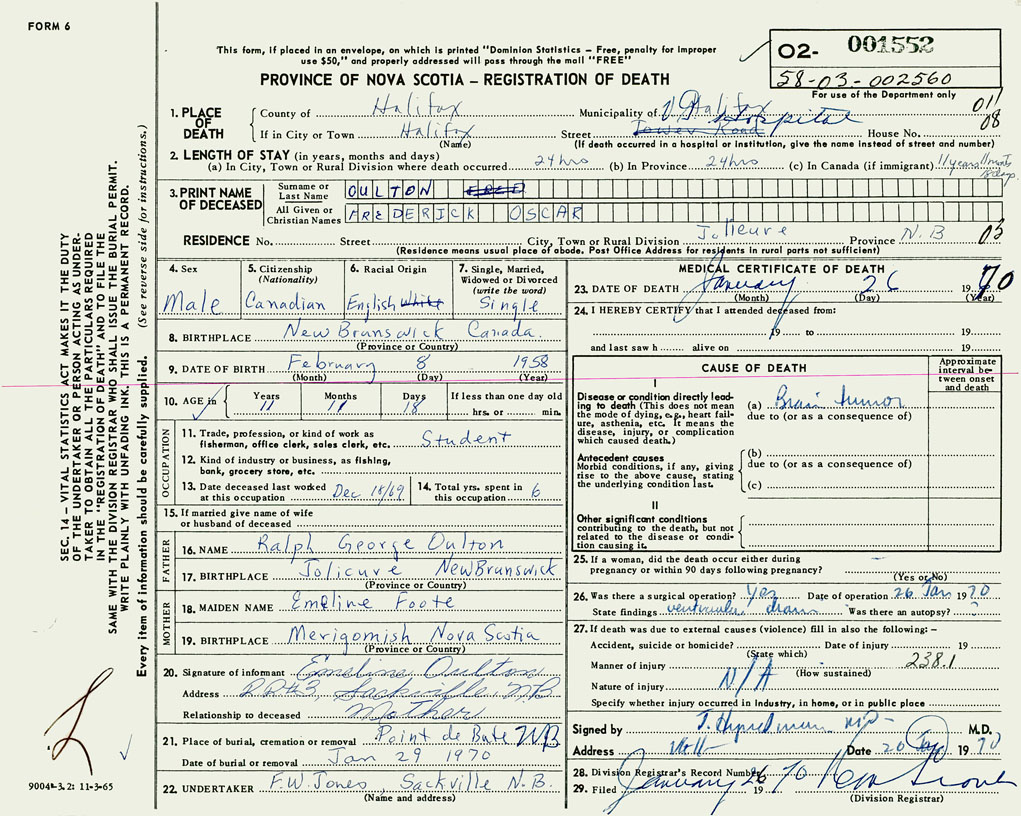 FORM 6
This form, if placed in an envelope, on which is printed "Dominion Statistics – Free, penalty for improper
use $50," and properly addressed will pass through the mail "FREE"
PROVINCE OF NOVA SCOTIA – REGISTRATION OF DEATH
02- 001552
58-03-002560
For use of the Department only
011
08
1. PLACE OF DEATH
County of Halifax Municipality of V G Halifax Hospital
If in City or Town Halifax Street Tower Road House No.
(Name) (If death occurred in a hospital or institution, give the name instead of street and number)
2. LENGTH OF STAY (in years, months and days)
(a) In City, Town or Rural Division where death occurred 24 hrs (b) In Province 24 hrs (c) In Canada (if immigrant) 11 years 11 months
3. PRINT NAME OF DECEASED
Surname or Last Name OULTON FRED
All Given or Christian Names FREDERICK OSCAR
RESIDENCE No. Street City, Town or Rural Division Jolicure Province N.B 03
(Residence means usual place of abode. Post Office Address for residents in rural parts not sufficient)
4. Sex
Male
5. Citizenship (Nationality)
Canadian
6. Racial Origin
English White
7. Single, Married, Widowed or Divorced (write the word)
Single
8. BIRTHPLACE New Brunswick Canada.
(Province or Country)
9. DATE OF BIRTH February 8 1958
(Month) (Day) (Year)
10. AGE in Years 11 Months 11 Days 18 If less than one day old hrs. or min.
OCCUPATION
11. Trade, profession, or kind of work as fisherman, office clerk, sales clerk, etc. Student
12. Kind of industry or business, as fishing, bank, grocery store, etc.
13. Date deceased last worked at this occupation Dec 18/69
14. Total yrs. spent in this occupation 6
15. If married give name of wife or husband of deceased
FATHER
16. NAME Ralph George Oulton
17. BIRTHPLACE Jolicure New Brunswick
(Province or Country)
MOTHER
18. MAIDEN NAME Emeline Foote
19. BIRTHPLACE Merigomish Nova Scotia
(Province or Country)
20. Signature of informant Emeline Oulton
Address RR#3, Sackville, N.B
Relationship to deceased Mother
21. Place of burial, cremation or removal Point de Bute NB
Date of burial or removal Jan 29 1970
22. UNDERTAKER F.W. Jones, Sackville N.B.
(Name and address)
MEDICAL CERTIFICATE OF DEATH
23. DATE OF DEATH January 26 1970
(Month) (Day) (Year)
24. I HEREBY CERTIFY that I attended deceased from:
19 to 19
and last saw h alive on 19
CAUSE OF DEATH
Approximate interval between onset and death
I
Disease or condition directly leading to death (This does not mean the mode of dying, e.g., heart failure, asthenia, etc. It means the disease, injury, or complication which caused death.)
(a) Brain tumor
due to (or as a consequence of)
Antecedent causes
Morbid conditions, if any, giving rise to the above cause, stating the underlying condition last.
(b)
due to (or as a consequence of)
(c)
II
Other significant conditions
contributing to the death, but not related to the disease or condition causing it.
25. If a woman, did the death occur either during pregnancy or within 90 days following pregnancy? –
(Yes or No)
26. Was there a surgical operation? Yes Date of operation 26 Jan 1970
State findings ventricular drain Was there an autopsy? ?
27. If death was due to external causes (violence) fill in also the following:–
Accident, suicide or homicide? Date of injury 19
(State which)
238.1
Manner of injury
(How sustained)
N/A
Nature of injury
Specify whether injury occurred in industry, in home, or in public place
Signed by M.D.
Address Date 20 Jan 1970
28. Division Registrar's Record Number
29. Filed January 26 1970
(Division Registrar)
SEC. 14 – VITAL STATISTICS ACT MAKES IT THE DUTY
OF THE UNDERTAKER OR PERSON ACTING AS UNDER-
TAKER TO OBTAIN ALL THE PARTICULARS REQUIRED
IN THE "REGISTRATION OF DEATH" AND TO FILE THE
SAME WITH THE DIVISION REGISTRAR WHO SHALL ISSUE THE BURIAL PERMIT.
WRITE PLAINLY WITH UNFADING INK. THIS IS A PERMANENT RECORD.
Every item of information should be carefully supplied. (See reverse side for instructions.)
9004-3.2: 11-3-65